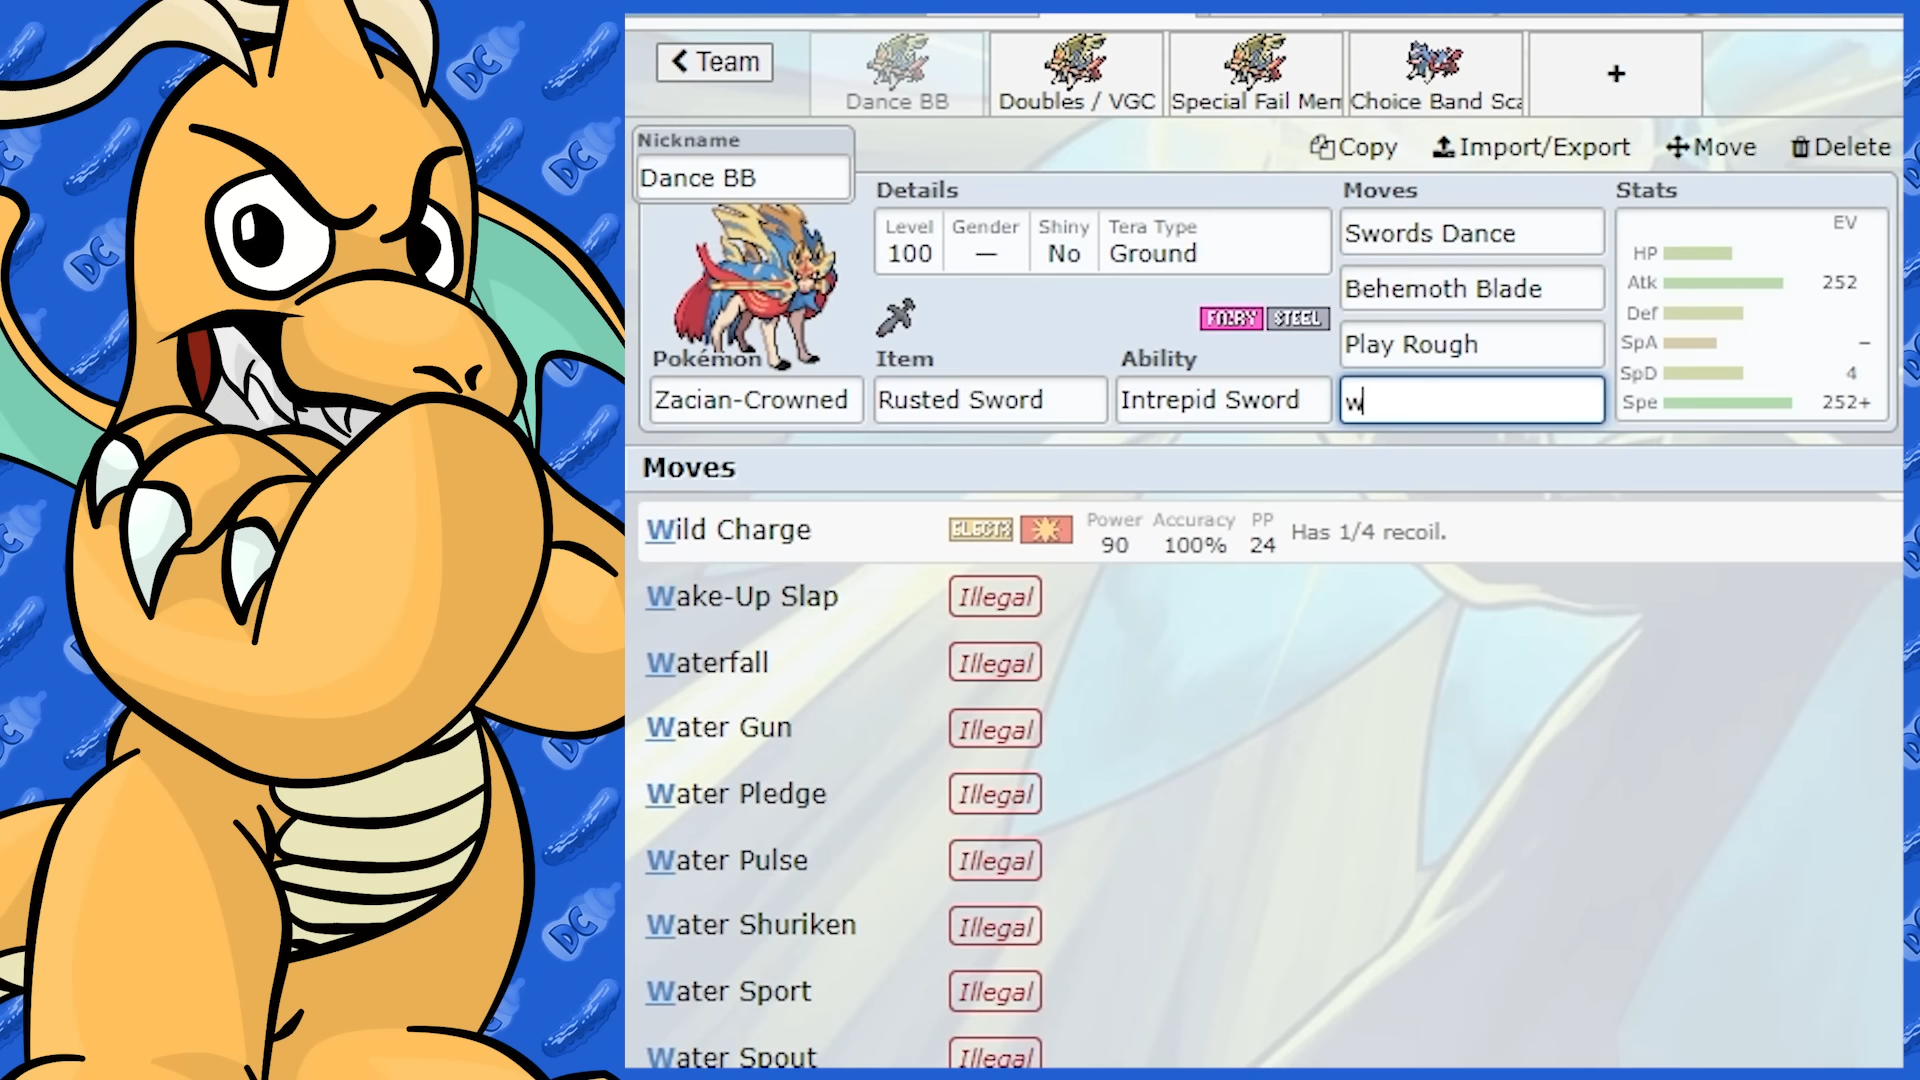 Team
Dance BB
Doubles / VGC
Special Fail Mem
Choice Band Sca
+
Nickname
Dance BB
Copy
Import/Export
Move
Delete
Details
Moves
Stats
Level
100
Gender
—
Shiny
No
Tera Type
Ground
Swords Dance
Behemoth Blade
Play Rough
w
EV
HP
Atk 252
Def
SpA –
SpD 4
Spe 252+
FAIRY STEEL
Pokémon
Zacian-Crowned
Item
Rusted Sword
Ability
Intrepid Sword
Moves
Wild Charge ELECTR Power 90 Accuracy 100% PP 24 Has 1/4 recoil.
Wake-Up Slap Illegal
Waterfall Illegal
Water Gun Illegal
Water Pledge Illegal
Water Pulse Illegal
Water Shuriken Illegal
Water Sport Illegal
Water Spout Illegal
DC
DC
DC
DC
DC